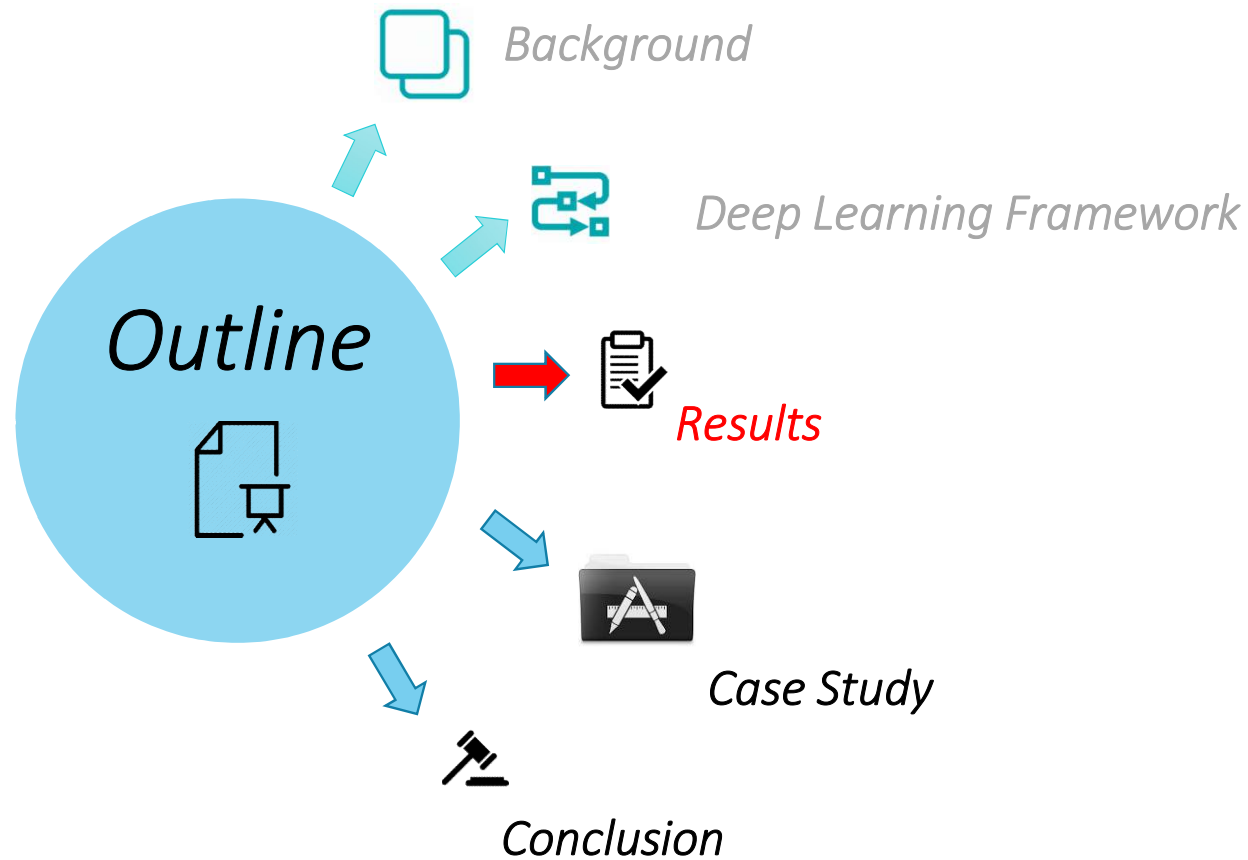 Background
Deep Learning Framework
Outline
Results
Case Study
Conclusion